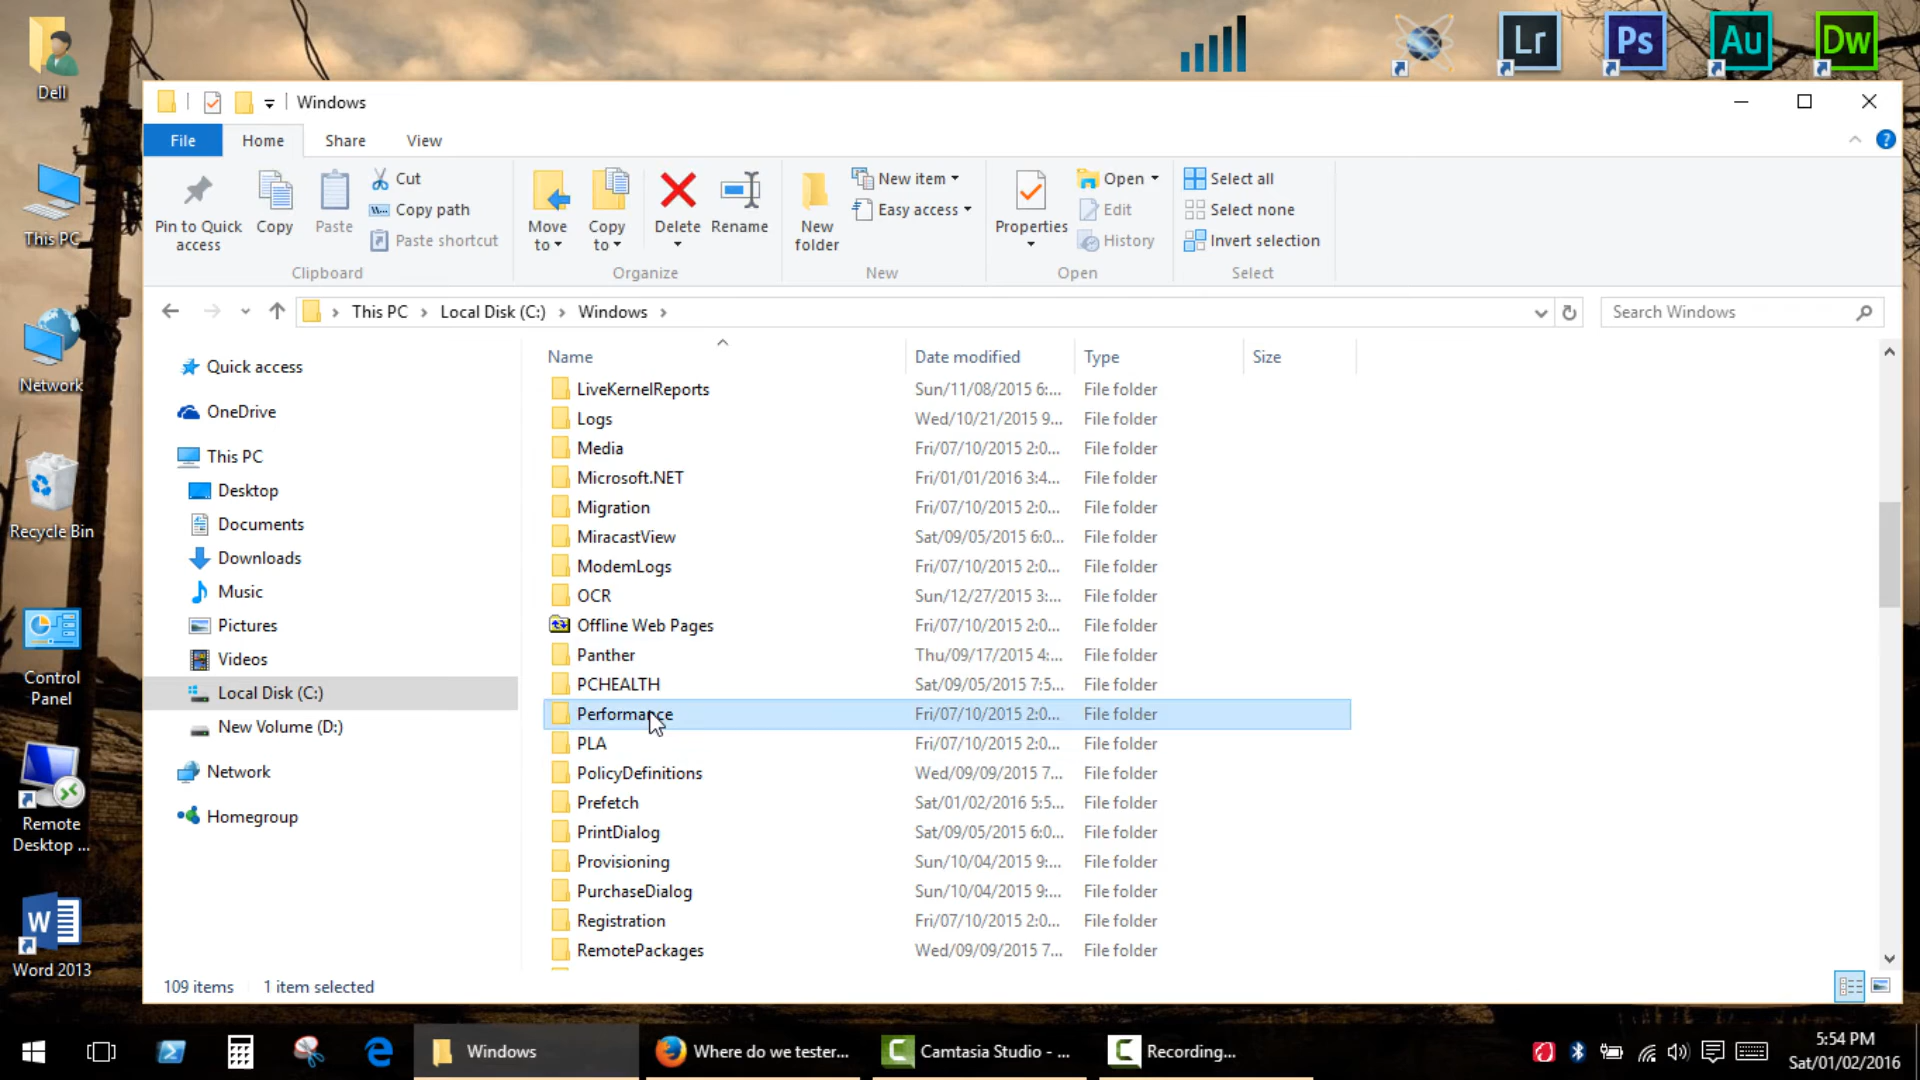 Lr
Ps
Au
Dw
Dell
This PC
Network
Recycle Bin
Control
Panel
Remote
Desktop ...
Word 2013
Windows
File
Home
Share
View
Pin to Quick
access
Copy
Paste
Cut
Copy path
Paste shortcut
Clipboard
Move
to
Copy
to
Delete
Rename
Organize
New
folder
New item
Easy access
New
Properties
Open
Edit
History
Open
Select all
Select none
Invert selection
Select
This PC > Local Disk (C:) > Windows >
Search Windows
Quick access
OneDrive
This PC
Desktop
Documents
Downloads
Music
Pictures
Videos
Local Disk (C:)
New Volume (D:)
Network
Homegroup
Name Date modified Type Size
LiveKernelReports Sun/11/08/2015 6:... File folder
Logs Wed/10/21/2015 9... File folder
Media Fri/07/10/2015 2:0... File folder
Microsoft.NET Fri/01/01/2016 3:4... File folder
Migration Fri/07/10/2015 2:0... File folder
MiracastView Sat/09/05/2015 6:0... File folder
ModemLogs Fri/07/10/2015 2:0... File folder
OCR Sun/12/27/2015 3:... File folder
Offline Web Pages Fri/07/10/2015 2:0... File folder
Panther Thu/09/17/2015 4:... File folder
PCHEALTH Sat/09/05/2015 7:5... File folder
Performance Fri/07/10/2015 2:0... File folder
PLA Fri/07/10/2015 2:0... File folder
PolicyDefinitions Wed/09/09/2015 7... File folder
Prefetch Sat/01/02/2016 5:5... File folder
PrintDialog Sat/09/05/2015 6:0... File folder
Provisioning Sun/10/04/2015 9:... File folder
PurchaseDialog Sun/10/04/2015 9:... File folder
Registration Fri/07/10/2015 2:0... File folder
RemotePackages Wed/09/09/2015 7... File folder
109 items 1 item selected
Windows
Where do we tester...
Camtasia Studio - ...
Recording...
5:54 PM
Sat/01/02/2016